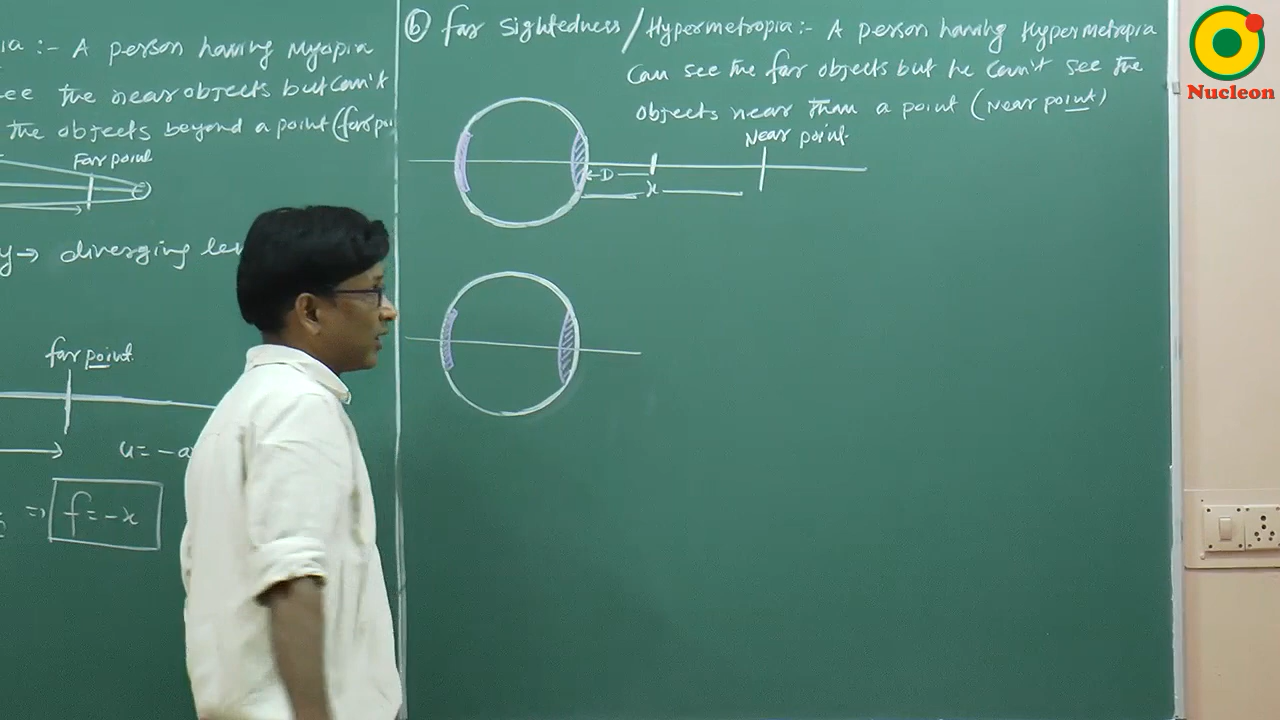 ia :- A person having Myopia
see the near objects but can't
the objects beyond a point (far poi
Far point
y→ diverging len
far point.
u = -a
⇒ f = -x
(b) Far Sightedness / Hypermetropia :- A person having Hypermetropia
Can see the far objects but he can't see the
objects near than a point (Near point)
Near point.
←D
x
Nucleon